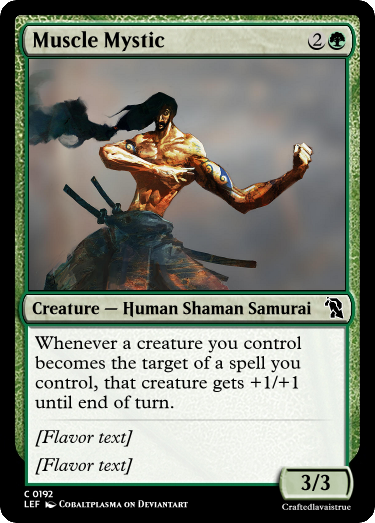 Muscle Mystic 2
Creature — Human Shaman Samurai
Whenever a creature you control
becomes the target of a spell you
control, that creature gets +1/+1
until end of turn.
[Flavor text]
[Flavor text]
3/3
C 0192
LEF Cobaltplasma on Deviantart
Craftedlavaistrue